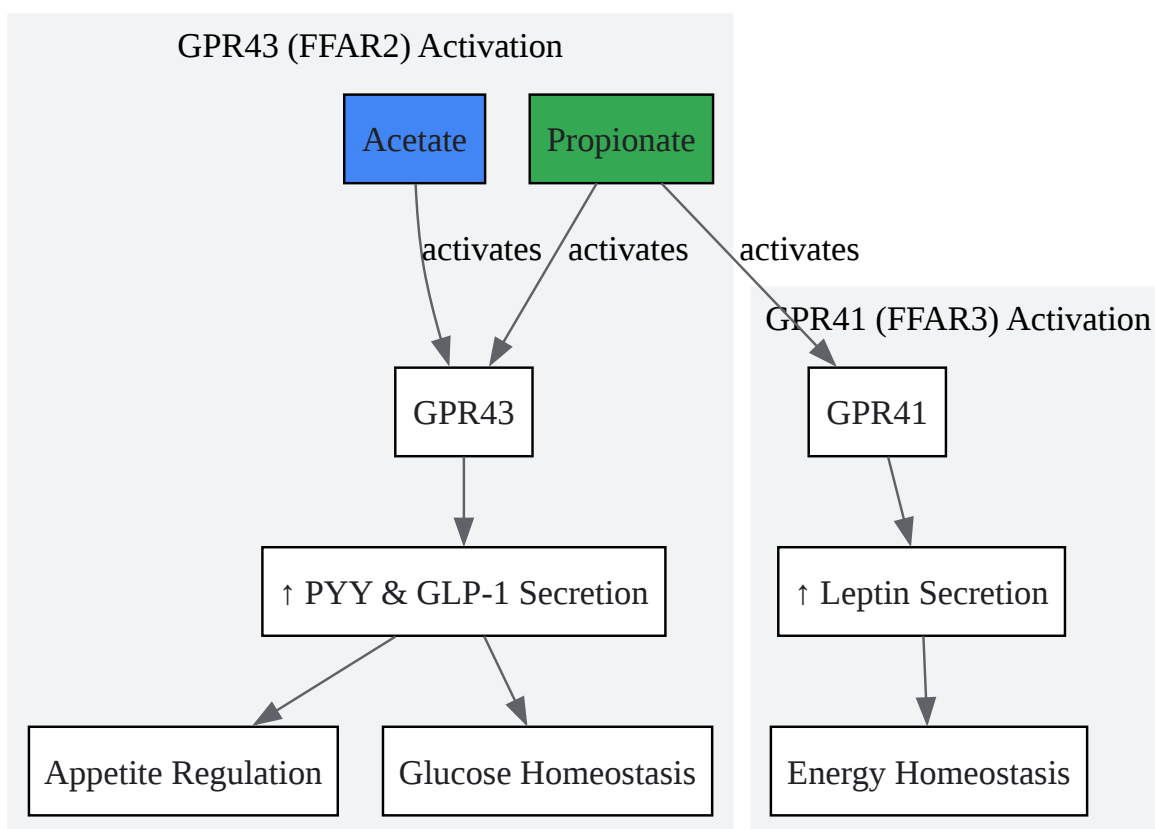 GPR43 (FFAR2) Activation
Acetate
Propionate
activates
activates
activates
GPR41 (FFAR3) Activation
GPR43
GPR41
↑ PYY & GLP-1 Secretion
↑ Leptin Secretion
Appetite Regulation
Glucose Homeostasis
Energy Homeostasis